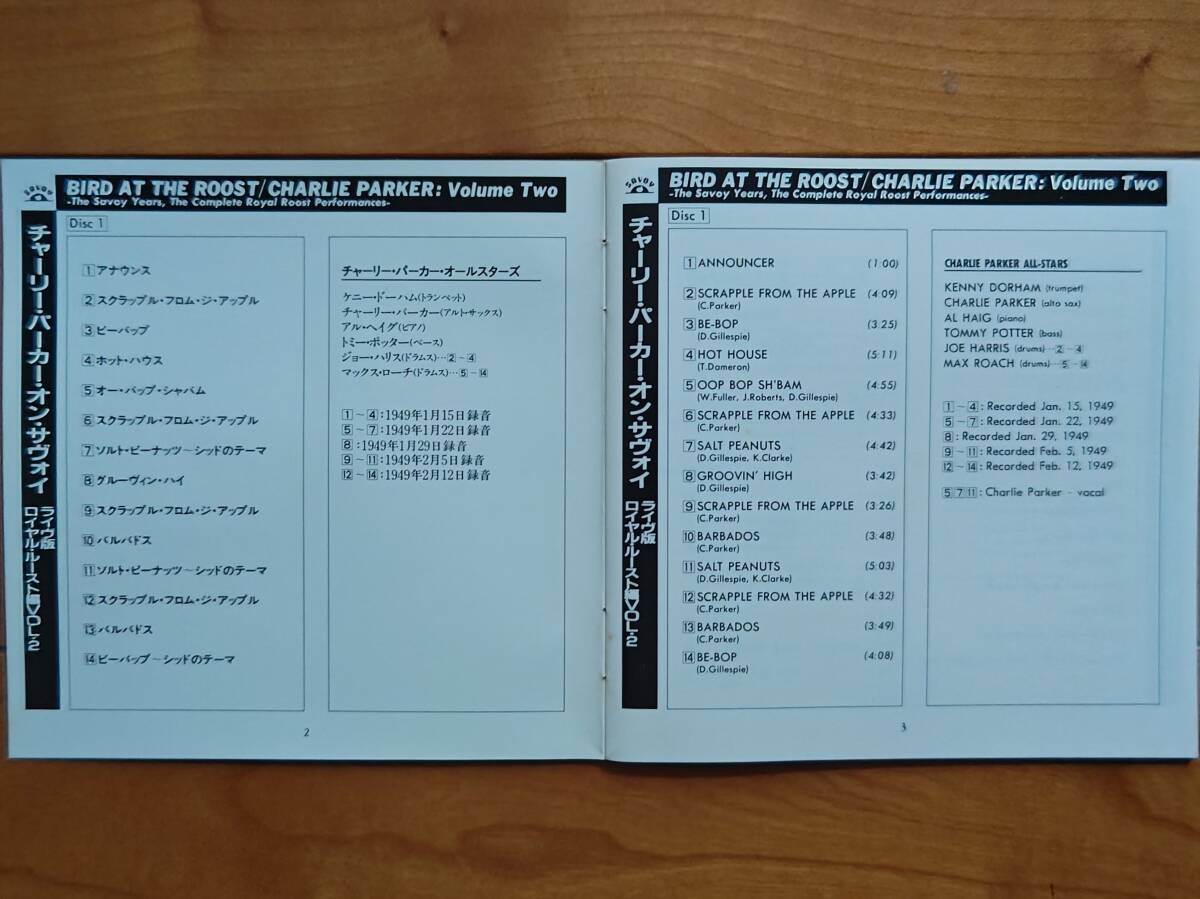 SAVOY
BIRD AT THE ROOST/CHARLIE PARKER: Volume Two
-The Savoy Years, The Complete Royal Roost Performances-
チャーリー・パーカー・オン・サヴォイ
ライヴ版
ロイヤル・ルースト編VOL・2
Disc 1
1 アナウンス
2 スクラップル・フロム・ジ・アップル
3 ビーバップ
4 ホット・ハウス
5 オー・バップ・シャバム
6 スクラップル・フロム・ジ・アップル
7 ソルト・ピーナッツ～シッドのテーマ
8 グルーヴィン・ハイ
9 スクラップル・フロム・ジ・アップル
10 バルバドス
11 ソルト・ピーナッツ～シッドのテーマ
12 スクラップル・フロム・ジ・アップル
13 バルバドス
14 ビーバップ～シッドのテーマ
チャーリー・パーカー・オールスターズ
ケニー・ドーハム(トランペット)
チャーリー・パーカー(アルトサックス)
アル・ヘイグ(ピアノ)
トミー・ポッター(ベース)
ジョー・ハリス(ドラムス)…2～4
マックス・ローチ(ドラムス)…5～14
1～4:1949年1月15日録音
5～7:1949年1月22日録音
8:1949年1月29日録音
9～11:1949年2月5日録音
12～14:1949年2月12日録音
2
SAVOY
BIRD AT THE ROOST/CHARLIE PARKER: Volume Two
-The Savoy Years, The Complete Royal Roost Performances-
チャーリー・パーカー・オン・サヴォイ
ライヴ版
ロイヤル・ルースト編VOL・2
Disc 1
1 ANNOUNCER (1:00)
2 SCRAPPLE FROM THE APPLE (4:09)
(C.Parker)
3 BE-BOP (3:25)
(D.Gillespie)
4 HOT HOUSE (5:11)
(T.Dameron)
5 OOP BOP SH'BAM (4:55)
(W.Fuller, J.Roberts, D.Gillespie)
6 SCRAPPLE FROM THE APPLE (4:33)
(C.Parker)
7 SALT PEANUTS (4:42)
(D.Gillespie, K.Clarke)
8 GROOVIN' HIGH (3:42)
(D.Gillespie)
9 SCRAPPLE FROM THE APPLE (3:26)
(C.Parker)
10 BARBADOS (3:48)
(C.Parker)
11 SALT PEANUTS (5:03)
(D.Gillespie, K.Clarke)
12 SCRAPPLE FROM THE APPLE (4:32)
(C.Parker)
13 BARBADOS (3:49)
(C.Parker)
14 BE-BOP (4:08)
(D.Gillespie)
CHARLIE PARKER ALL-STARS
KENNY DORHAM (trumpet)
CHARLIE PARKER (alto sax)
AL HAIG (piano)
TOMMY POTTER (bass)
JOE HARRIS (drums)…2～4
MAX ROACH (drums)…5～14
1～4: Recorded Jan. 15, 1949
5～7: Recorded Jan. 22, 1949
8: Recorded Jan. 29, 1949
9～11: Recorded Feb. 5, 1949
12～14: Recorded Feb. 12, 1949
5 7 11: Charlie Parker - vocal
3